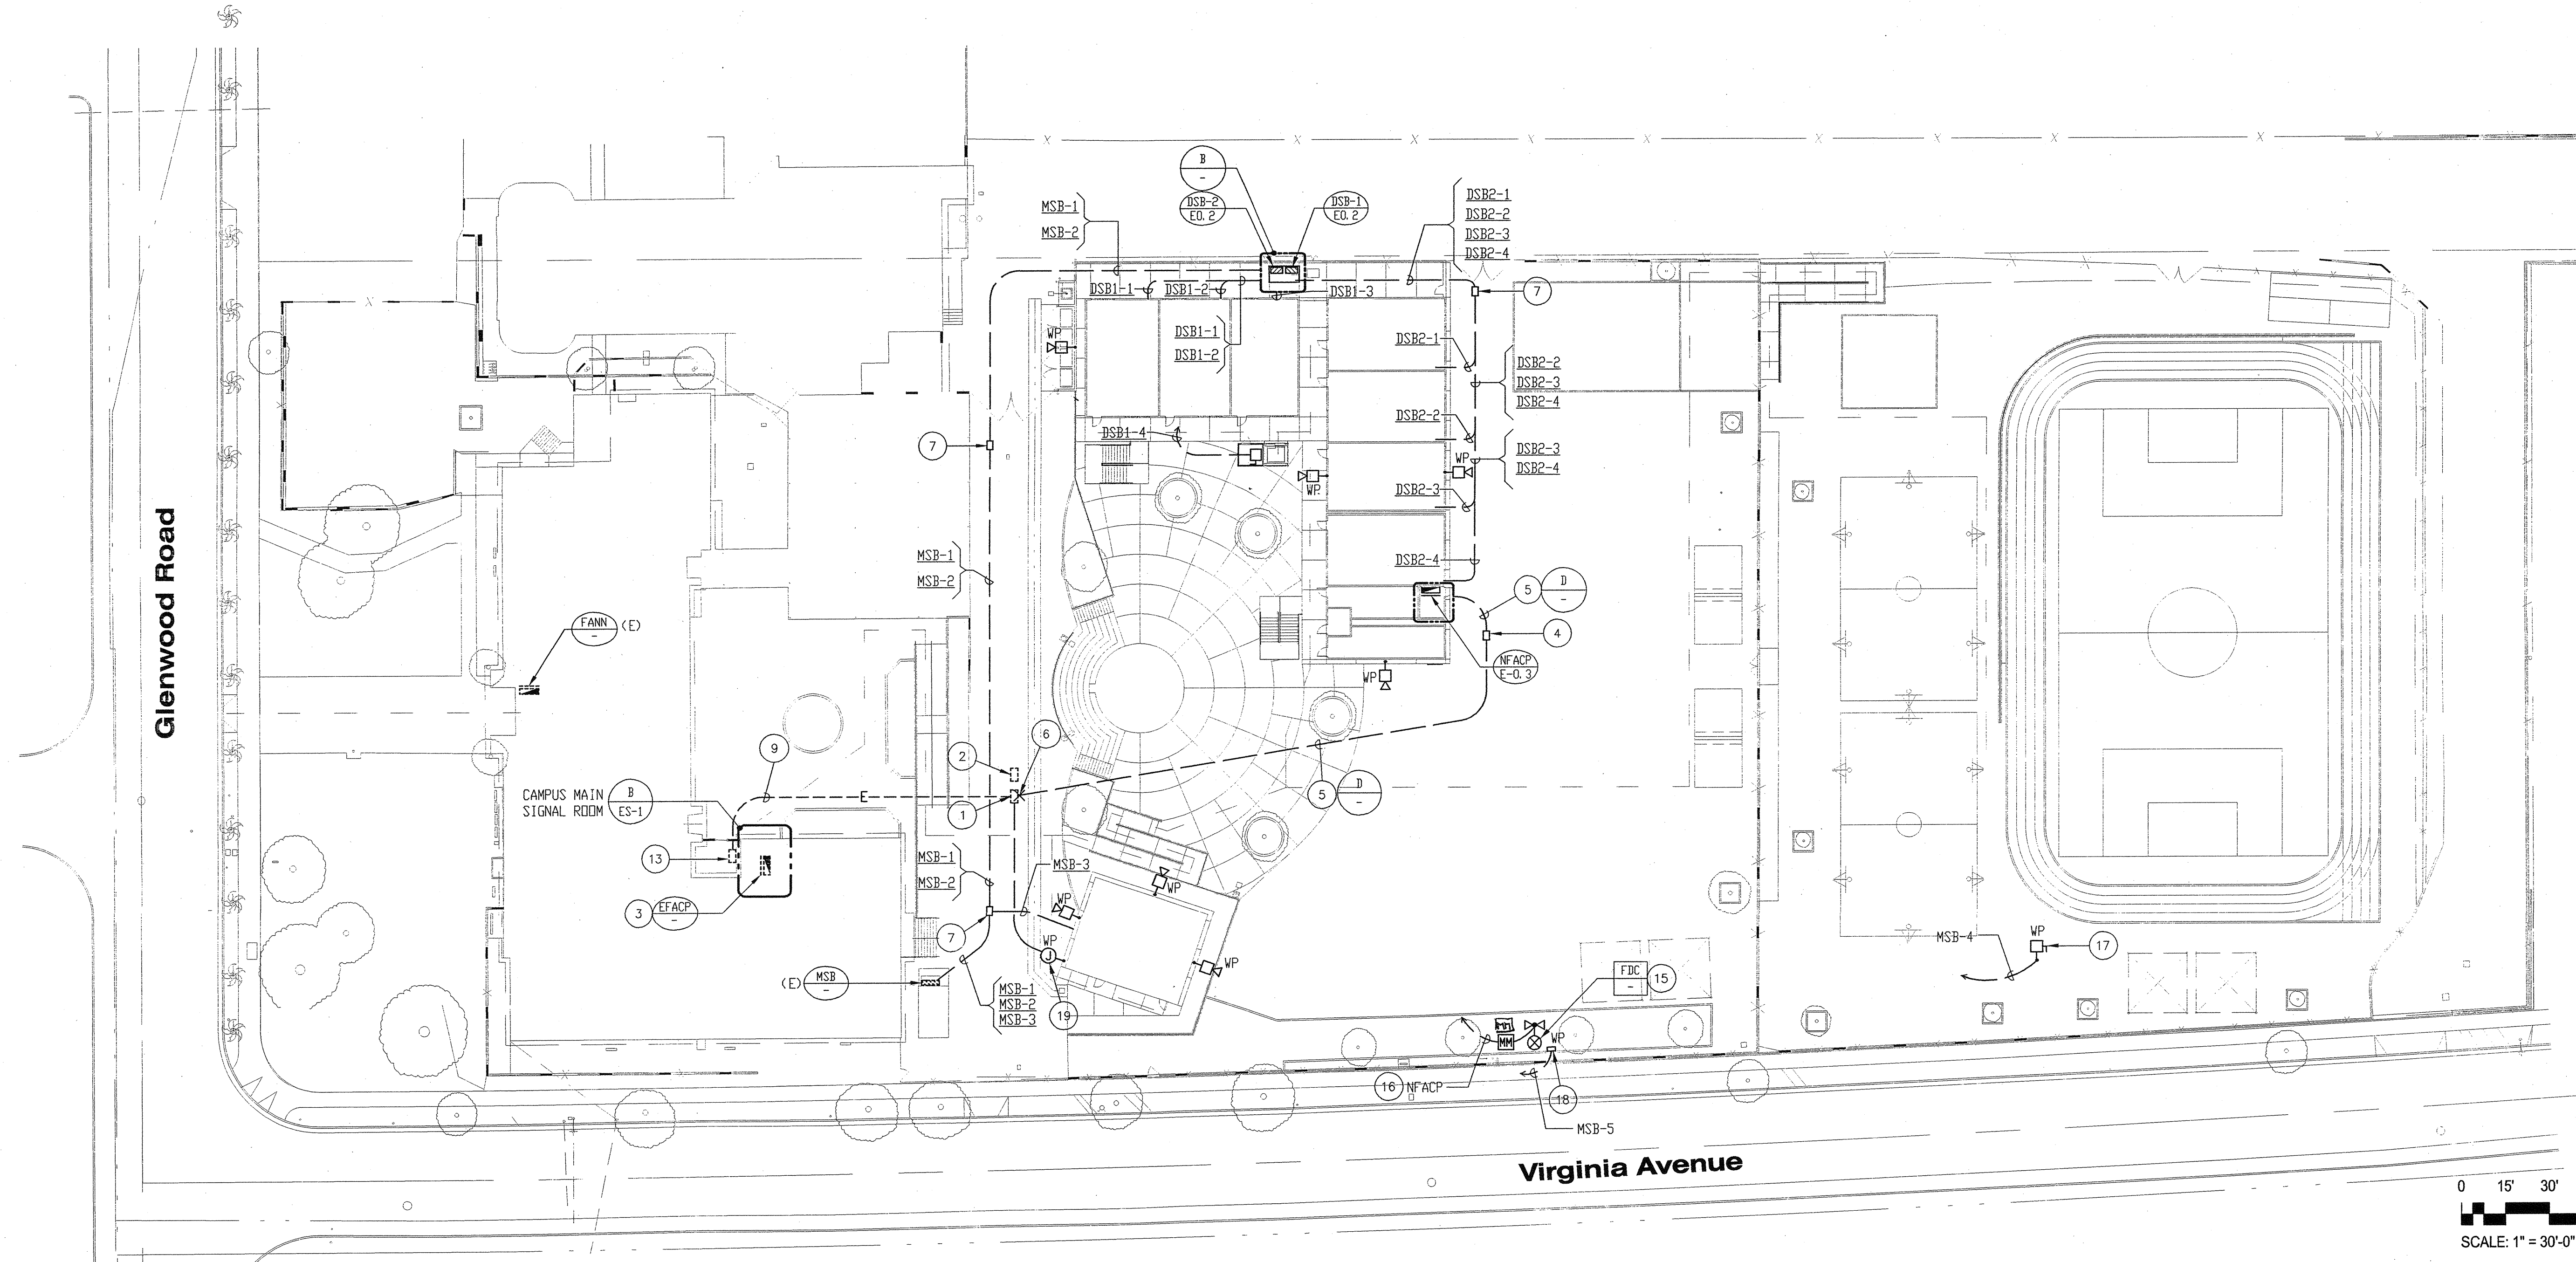 B
-
MSB-1
MSB-2
DSB-2
E0.2
DSB-1
E0.2
DSB2-1
DSB2-2
DSB2-3
DSB2-4
DSB1-1
DSB1-2
DSB1-3
7
WP
DSB1-1
DSB1-2
DSB2-1
DSB2-2
DSB2-3
DSB2-4
DSB2-2
DSB1-4
7
DSB2-3
DSB2-4
WP
WP
DSB2-3
MSB-1
MSB-2
DSB2-4
5
D
-
Glenwood Road
FANN
-
(E)
4
NFACP
E-0.3
WP
6
9
2
CAMPUS MAIN
SIGNAL ROOM
B
ES-1
E
1
5
D
-
13
MSB-1
MSB-2
MSB-3
WP
WP
3
EFACP
-
7
WP
WP
MSB-4
WP
17
(E)
MSB
-
MSB-1
MSB-2
MSB-3
19
J
FDC
-
15
MM
MM
WP
16
NFACP
18
MSB-5
Virginia Avenue
0 15' 30'
SCALE: 1" = 30'-0"